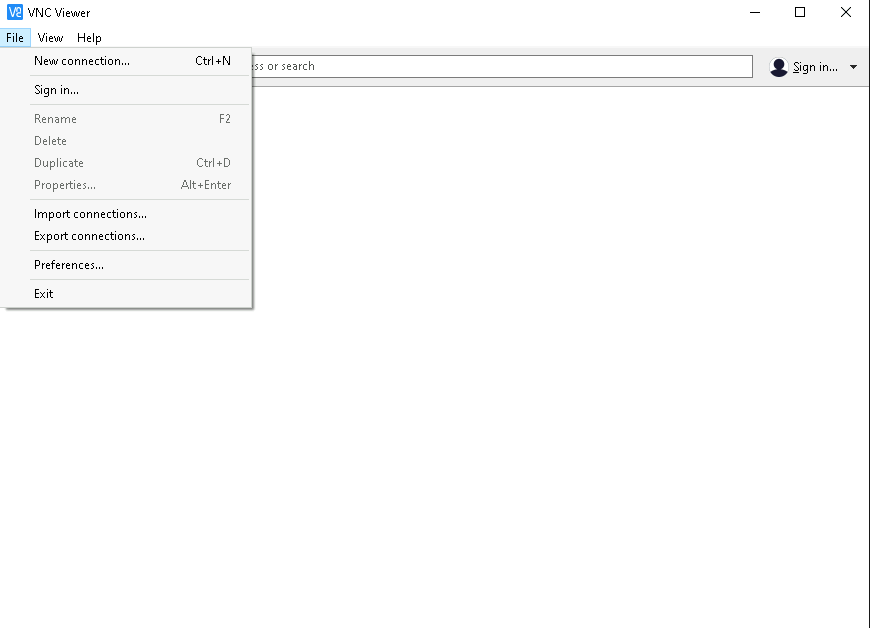 VNC Viewer
File View Help
New connection... Ctrl+N
or search
Sign in...
Sign in...
Rename F2
Delete
Duplicate Ctrl+D
Properties... Alt+Enter
Import connections...
Export connections...
Preferences...
Exit